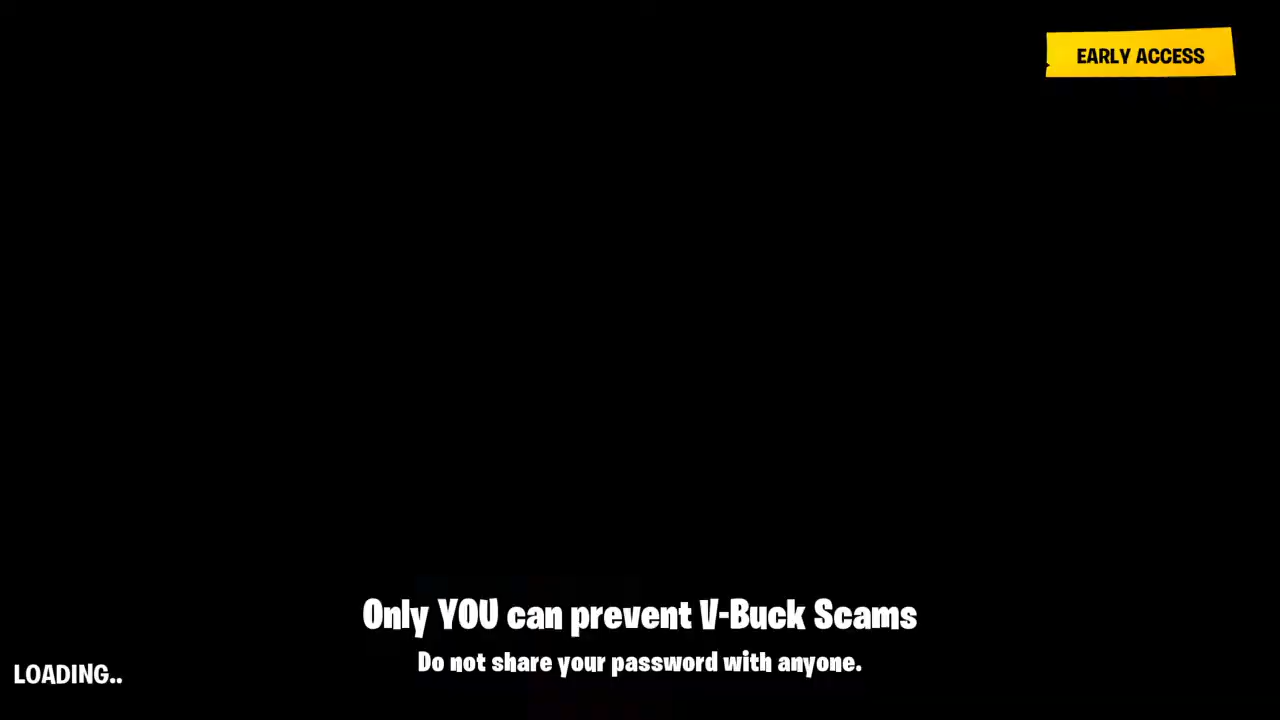 EARLY ACCESS
Only YOU can prevent V-Buck Scams
Do not share your password with anyone.
LOADING..